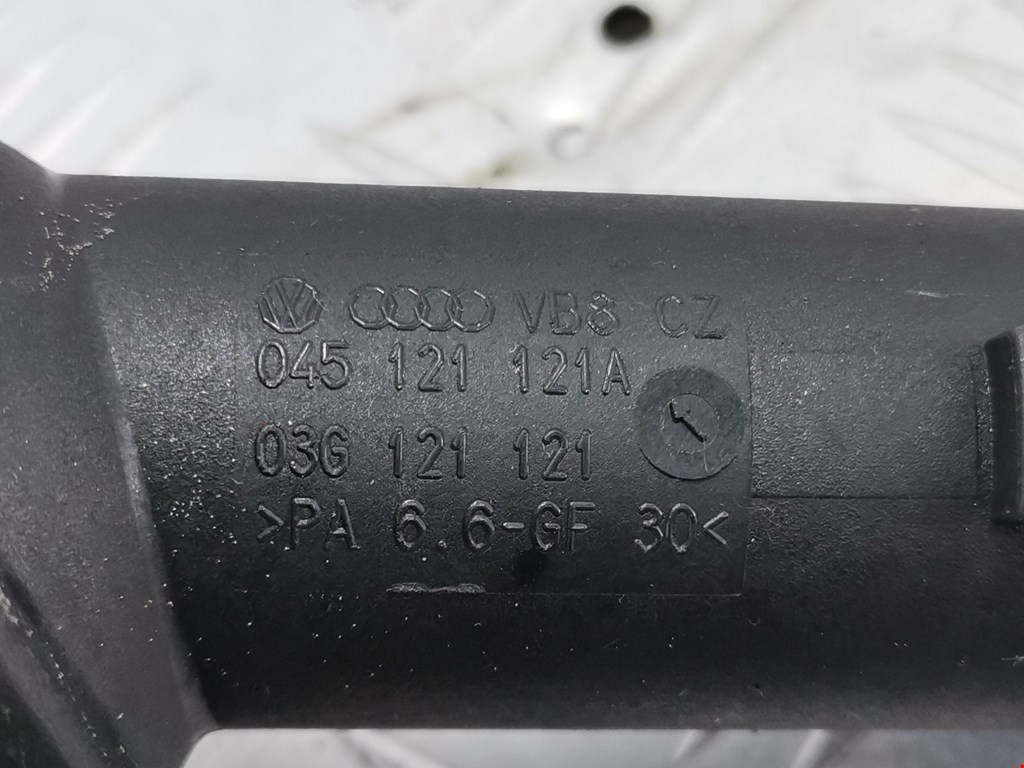 VB8 CZ
045 121 121A
03G 121 121
>PA 6.6-GF 30<